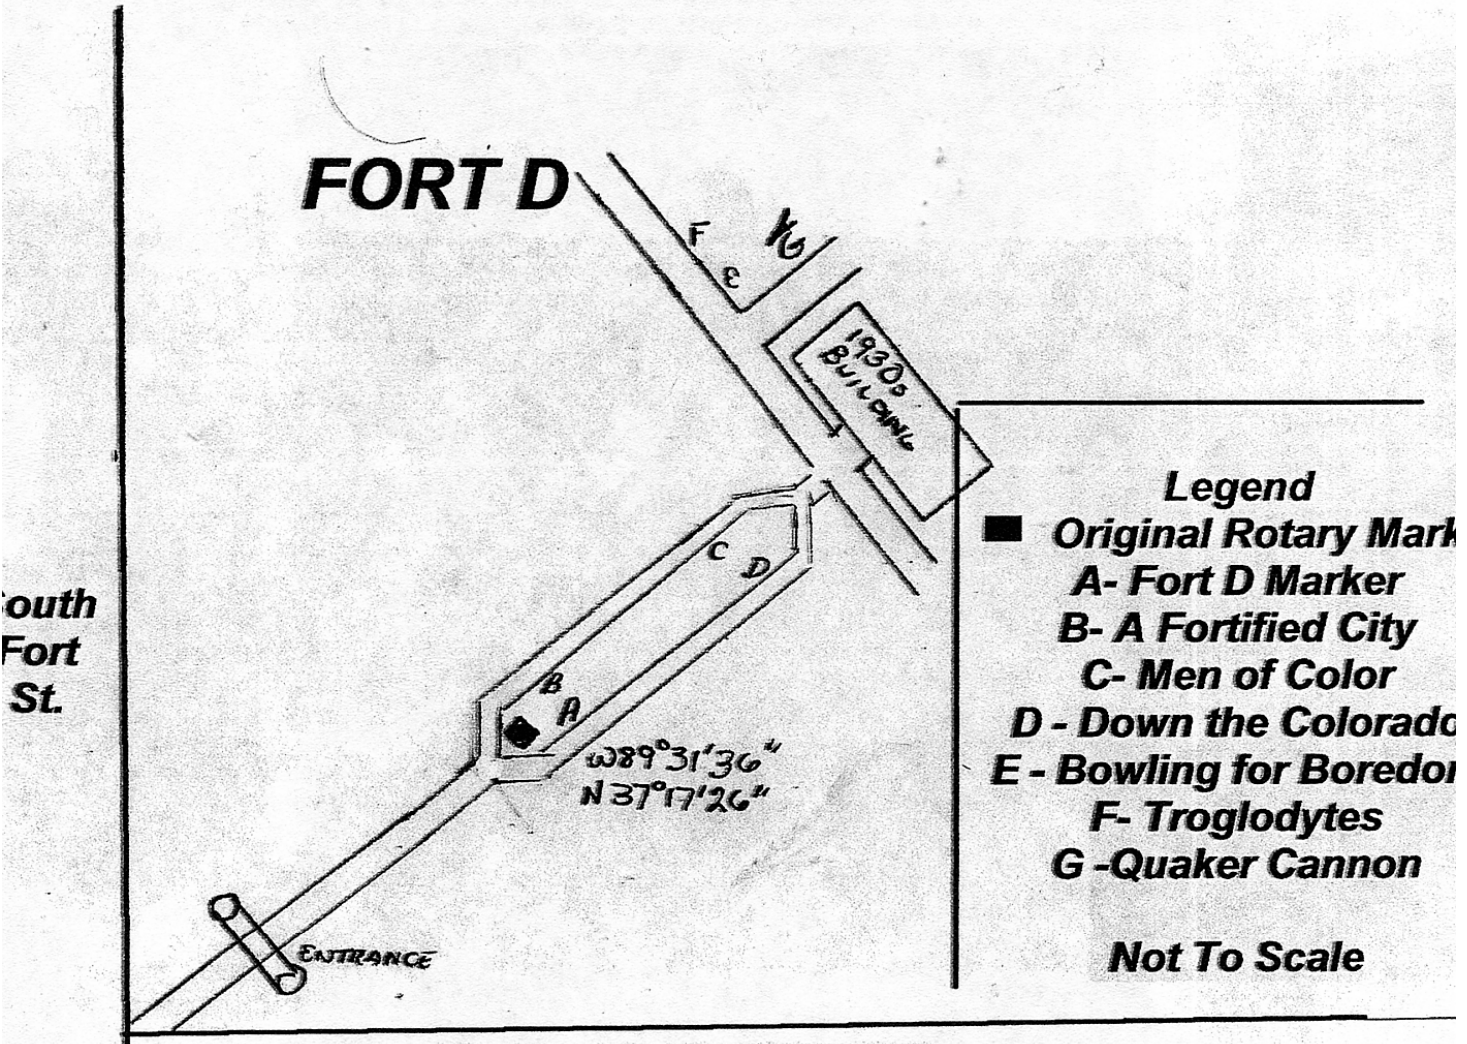 FORT D
F
E
G
1930s
BUILDING
C
D
B
A
W89°31'36"
N37°17'26"
ENTRANCE
outh
Fort
St.
Legend
Original Rotary Mark
A- Fort D Marker
B- A Fortified City
C- Men of Color
D - Down the Colorado
E - Bowling for Boredo
F- Troglodytes
G -Quaker Cannon
Not To Scale